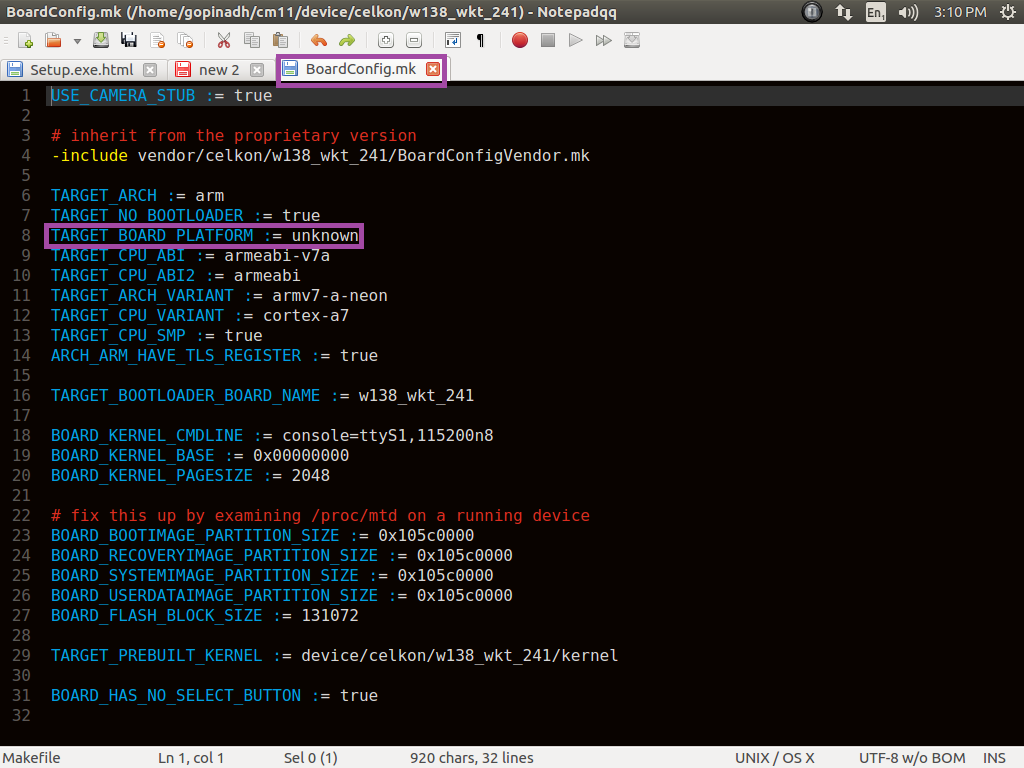 BoardConfig.mk (/home/gopinadh/cm11/device/celkon/w138_wkt_241) - Notepadqq
En1
3:10 PM
Setup.exe.html
new 2
BoardConfig.mk
1 USE_CAMERA_STUB := true
2
3 # inherit from the proprietary version
4 -include vendor/celkon/w138_wkt_241/BoardConfigVendor.mk
5
6 TARGET_ARCH := arm
7 TARGET_NO_BOOTLOADER := true
8 TARGET_BOARD_PLATFORM := unknown
9 TARGET_CPU_ABI := armeabi-v7a
10 TARGET_CPU_ABI2 := armeabi
11 TARGET_ARCH_VARIANT := armv7-a-neon
12 TARGET_CPU_VARIANT := cortex-a7
13 TARGET_CPU_SMP := true
14 ARCH_ARM_HAVE_TLS_REGISTER := true
15
16 TARGET_BOOTLOADER_BOARD_NAME := w138_wkt_241
17
18 BOARD_KERNEL_CMDLINE := console=ttyS1,115200n8
19 BOARD_KERNEL_BASE := 0x00000000
20 BOARD_KERNEL_PAGESIZE := 2048
21
22 # fix this up by examining /proc/mtd on a running device
23 BOARD_BOOTIMAGE_PARTITION_SIZE := 0x105c0000
24 BOARD_RECOVERYIMAGE_PARTITION_SIZE := 0x105c0000
25 BOARD_SYSTEMIMAGE_PARTITION_SIZE := 0x105c0000
26 BOARD_USERDATAIMAGE_PARTITION_SIZE := 0x105c0000
27 BOARD_FLASH_BLOCK_SIZE := 131072
28
29 TARGET_PREBUILT_KERNEL := device/celkon/w138_wkt_241/kernel
30
31 BOARD_HAS_NO_SELECT_BUTTON := true
32
Makefile
Ln 1, col 1
Sel 0 (1)
920 chars, 32 lines
UNIX / OS X
UTF-8 w/o BOM
INS